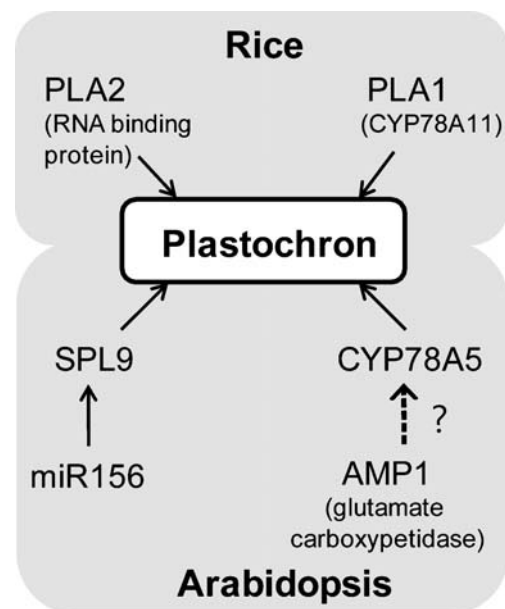 Rice
PLA2
(RNA binding
protein)
PLA1
(CYP78A11)
Plastochron
SPL9
miR156
CYP78A5
?
AMP1
(glutamate
carboxypetidase)
Arabidopsis